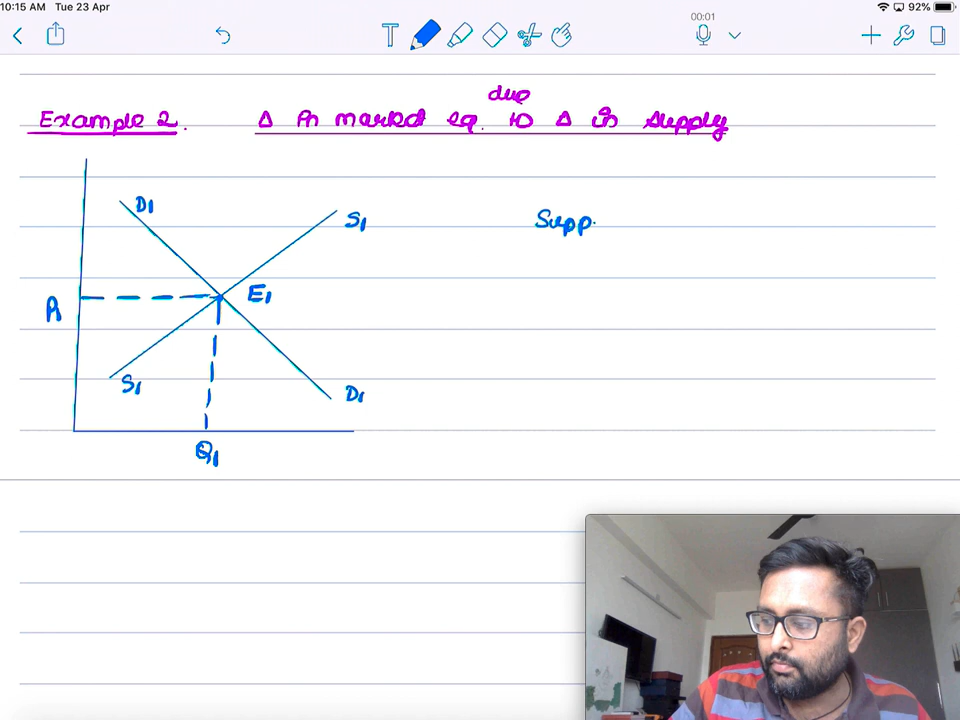 10:15 AM Tue 23 Apr
92%
00:01
T
due
Example 2. Δ in market eq. to Δ in supply
D1
S1
Supp.
E1
P1
S1
D1
Q1